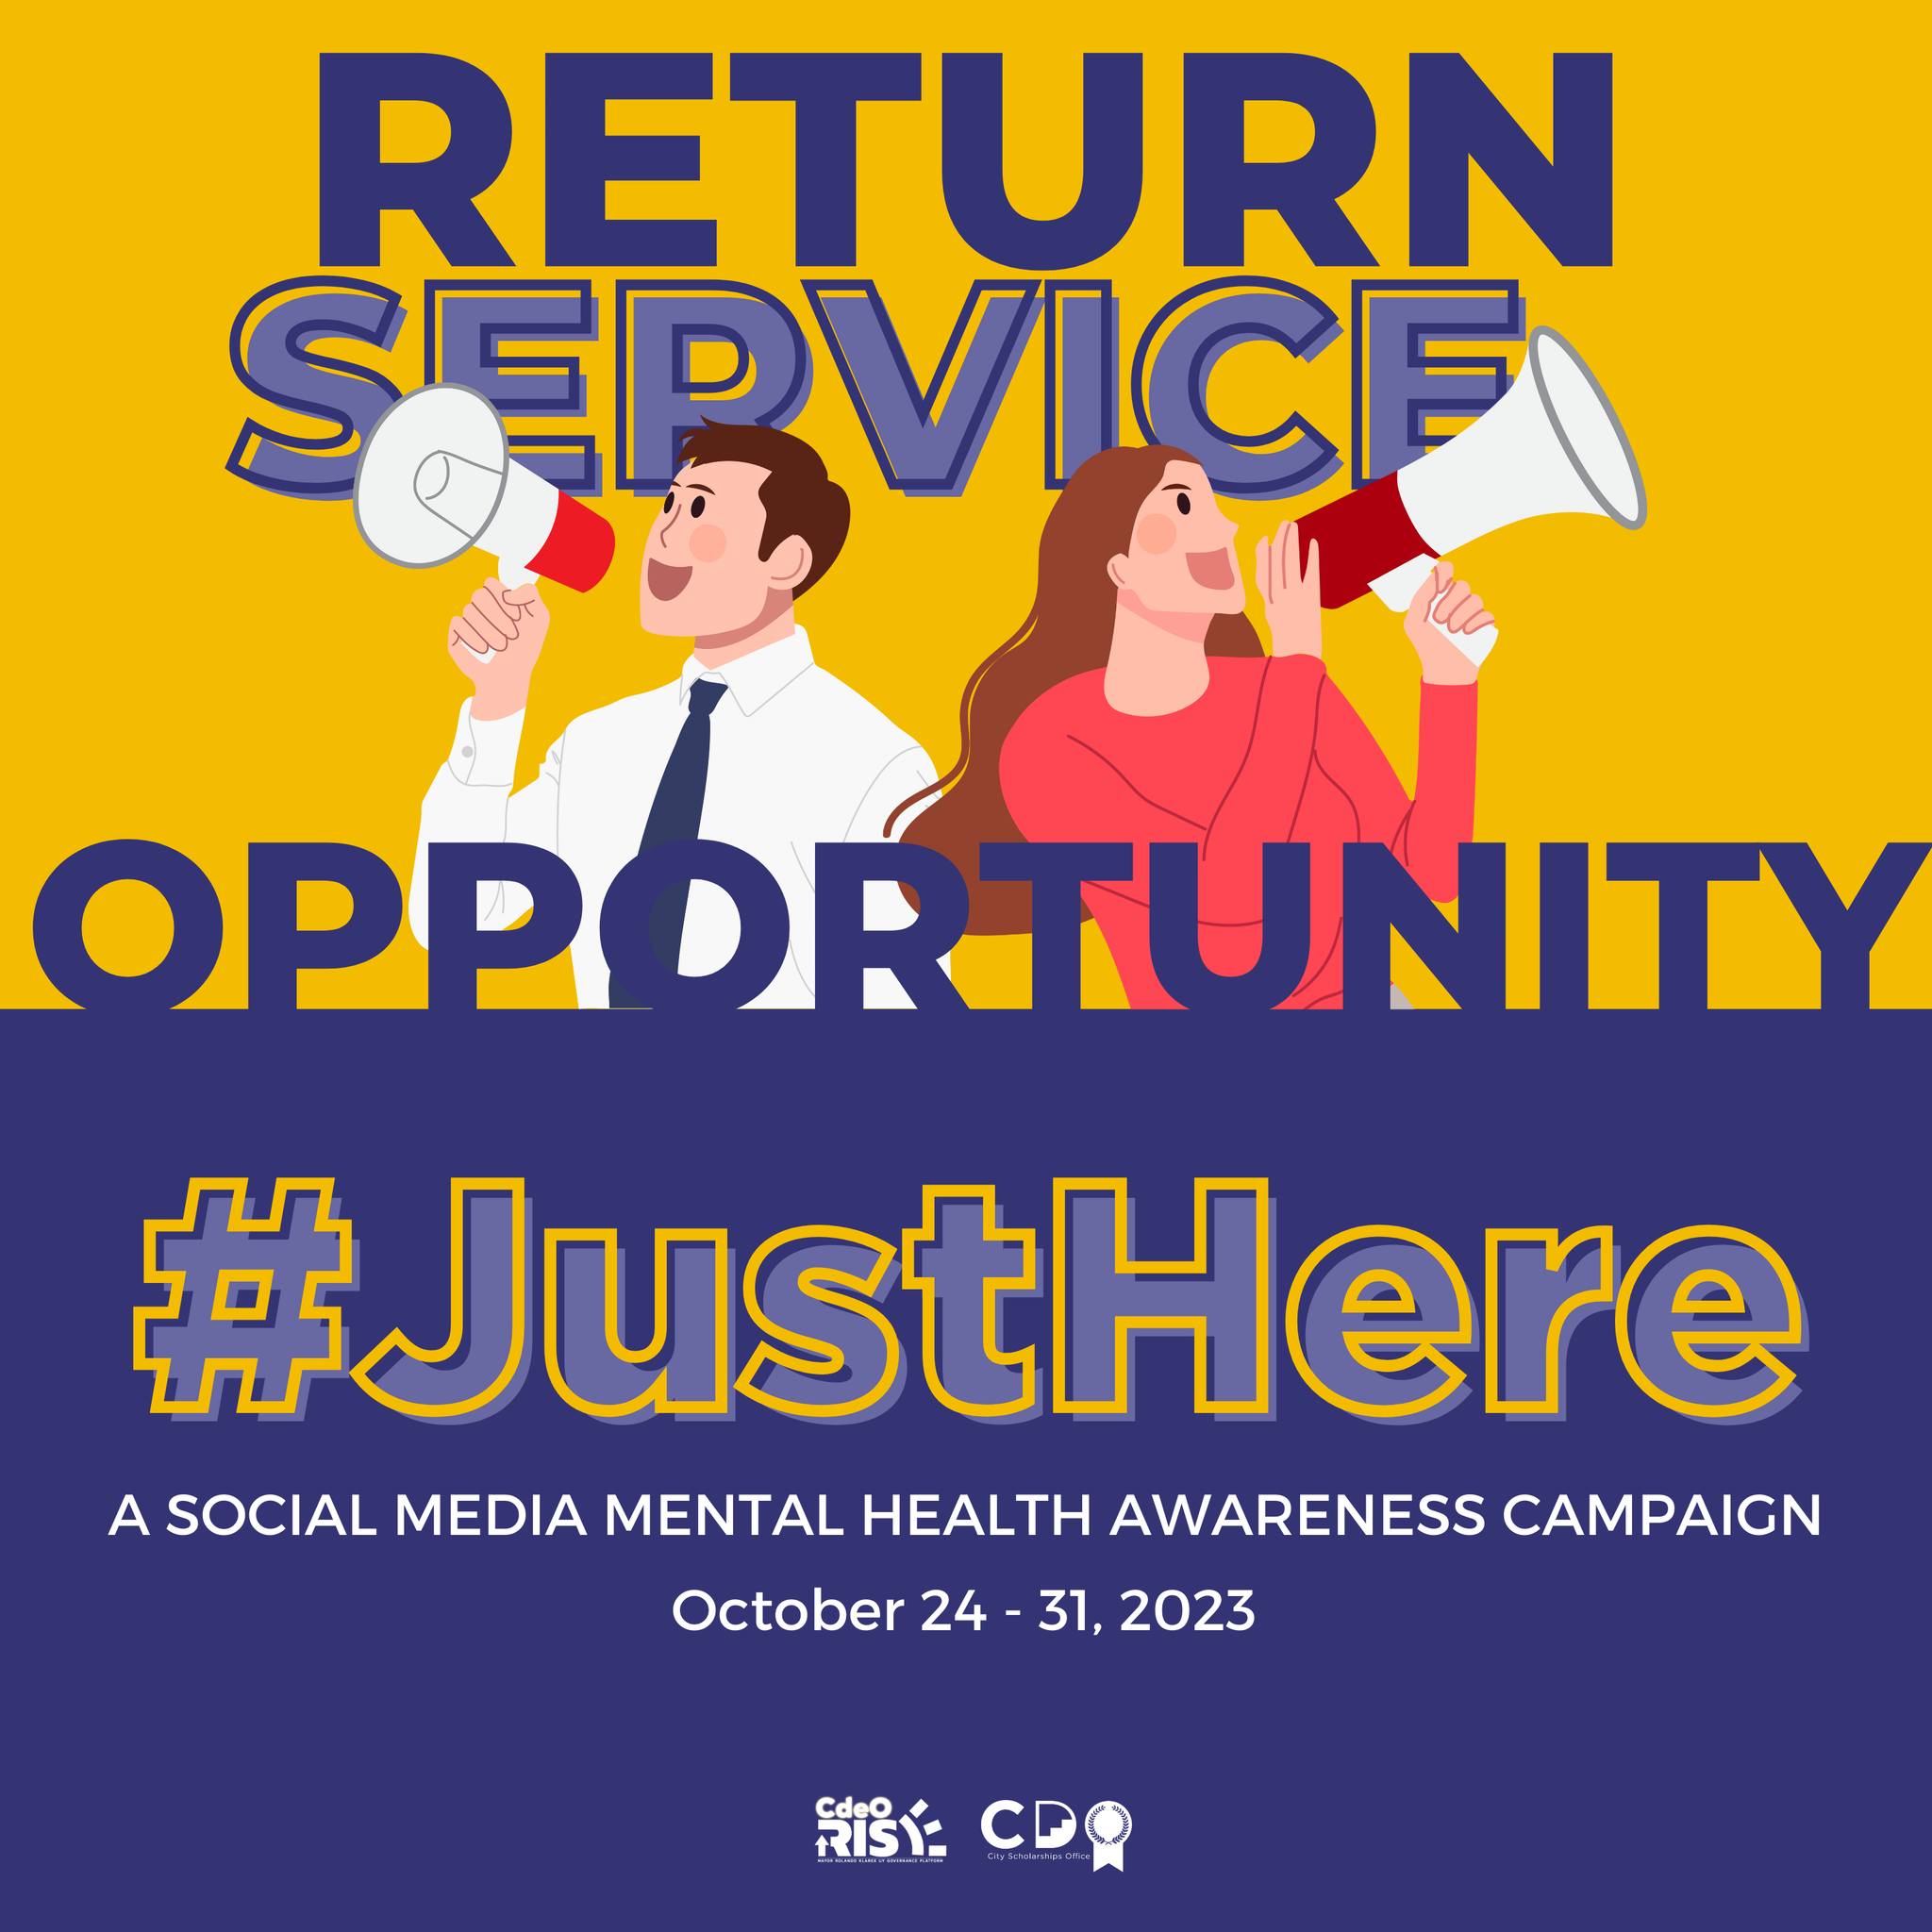 RETURN
SERVICE
OPPORTUNITY
#JustHere
A SOCIAL MEDIA MENTAL HEALTH AWARENESS CAMPAIGN
October 24 - 31, 2023
CdeO
RISE
MAYOR ROLANDO KLAREX UY GOVERNANCE PLATFORM
CDO
City Scholarships Office